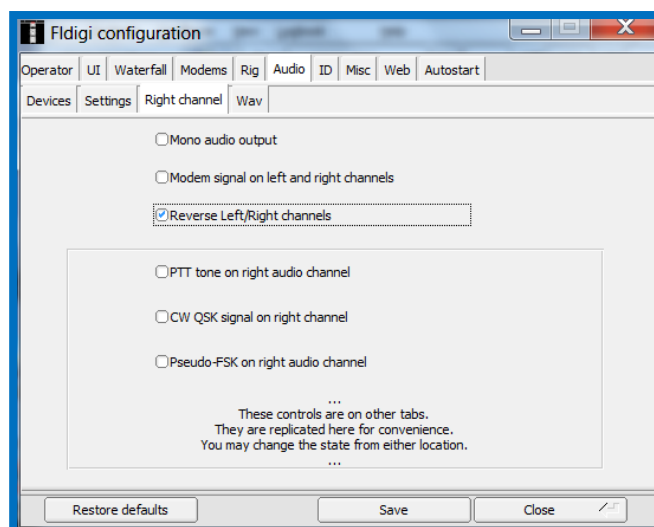 Fldigi configuration
Operator UI Waterfall Modems Rig Audio ID Misc Web Autostart
Devices Settings Right channel Wav
Mono audio output
Modem signal on left and right channels
Reverse Left/Right channels
PTT tone on right audio channel
CW QSK signal on right channel
Pseudo-FSK on right audio channel
...
These controls are on other tabs.
They are replicated here for convenience.
You may change the state from either location.
...
Restore defaults Save Close